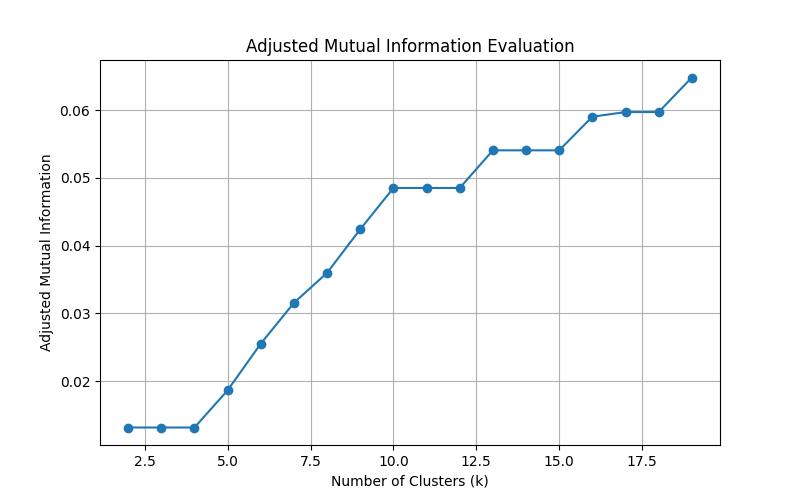 Adjusted Mutual Information Evaluation
Adjusted Mutual Information
0.06
0.05
0.04
0.03
0.02
2.5 5.0 7.5 10.0 12.5 15.0 17.5
Number of Clusters (k)